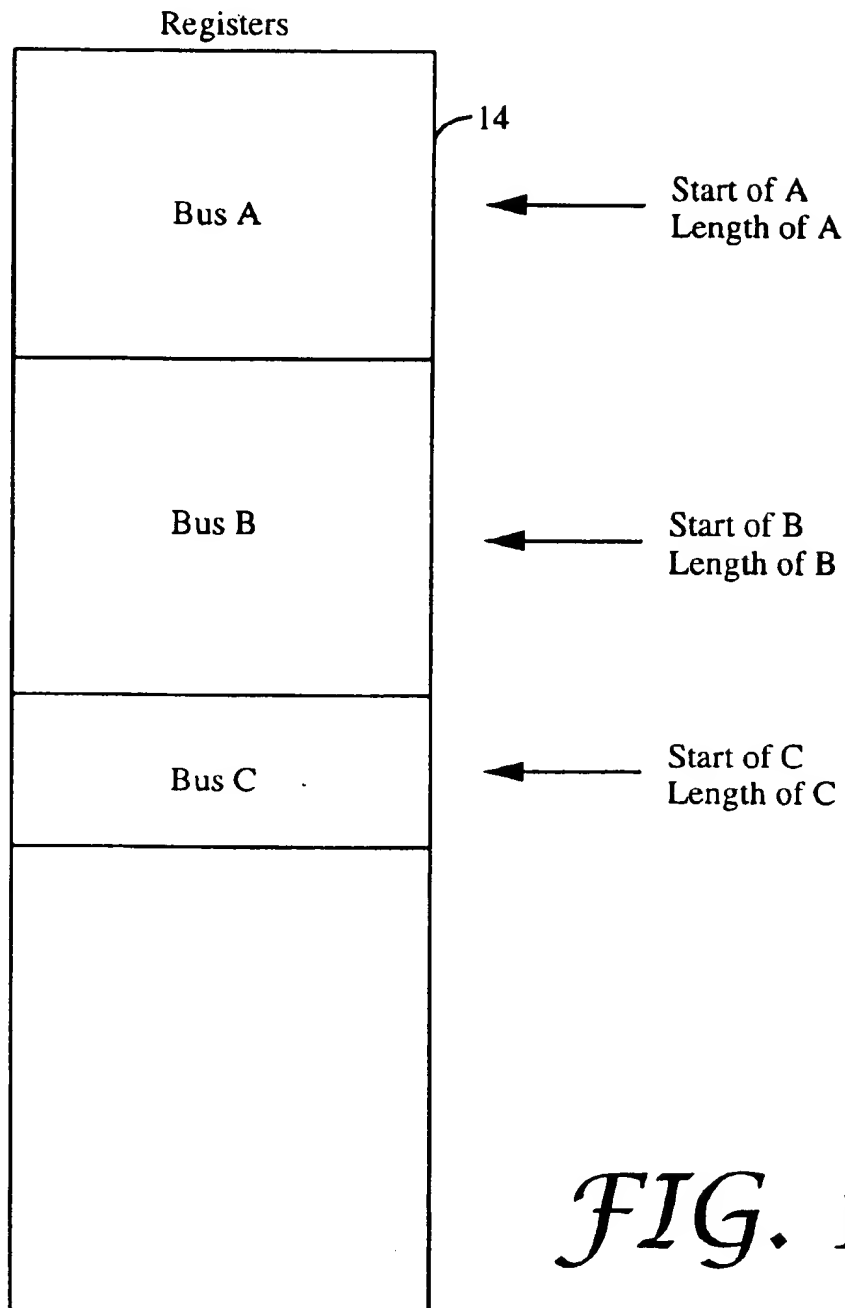 Registers
14
Bus A
Start of A
Length of A
Bus B
Start of B
Length of B
Bus C
Start of C
Length of C
FIG.